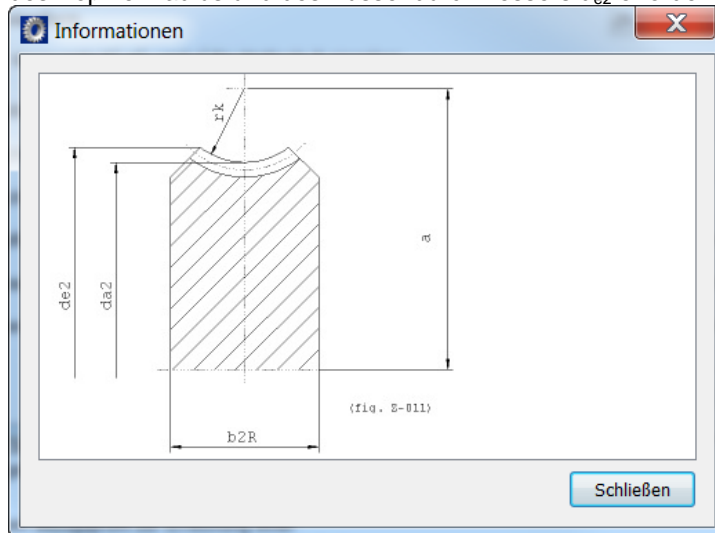 Informationen
rk
a
de2
da2
(fig. Z-011)
b2R
Schließen